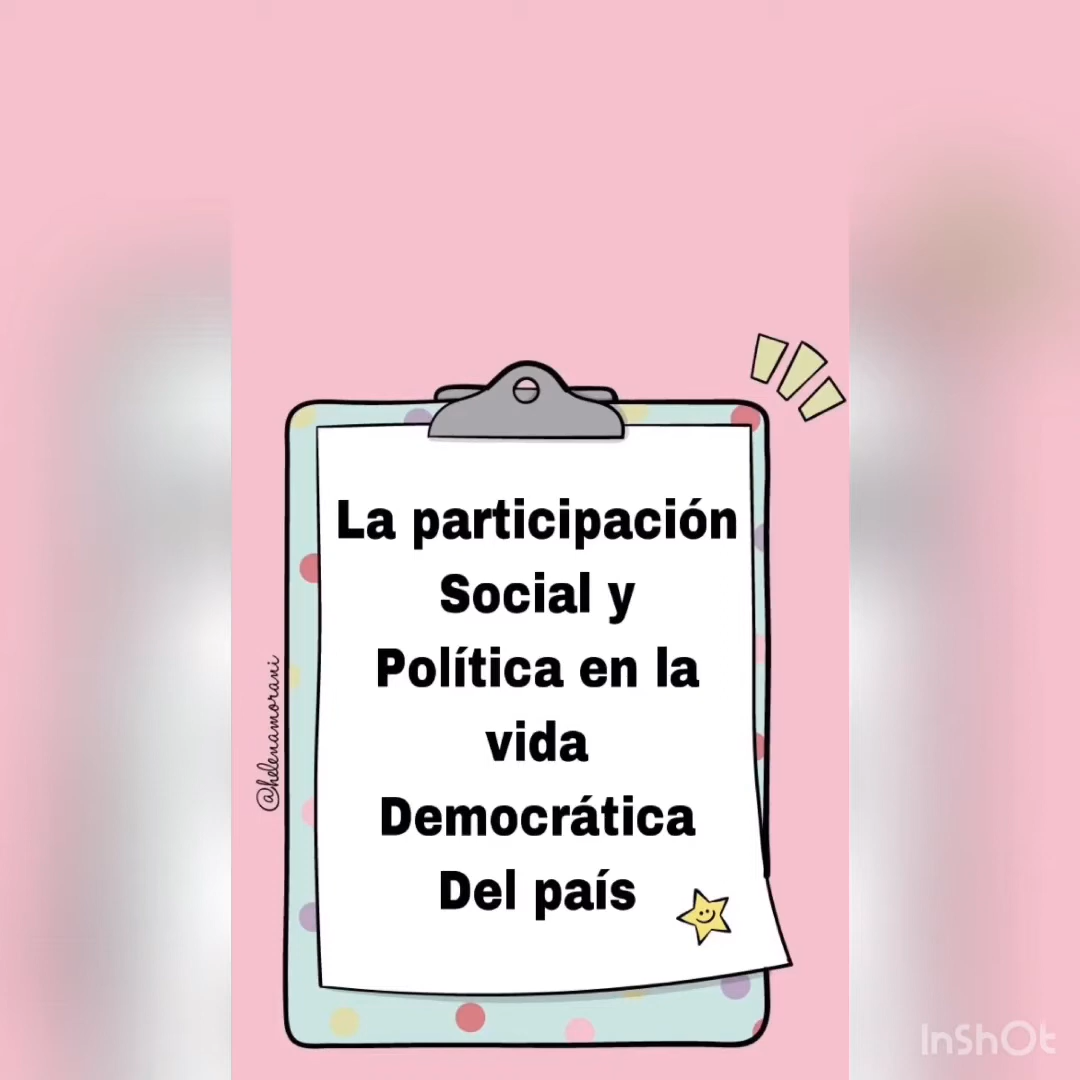 La participación
Social y
Política en la
vida
Democrática
Del país
@helenamorani
InShOt